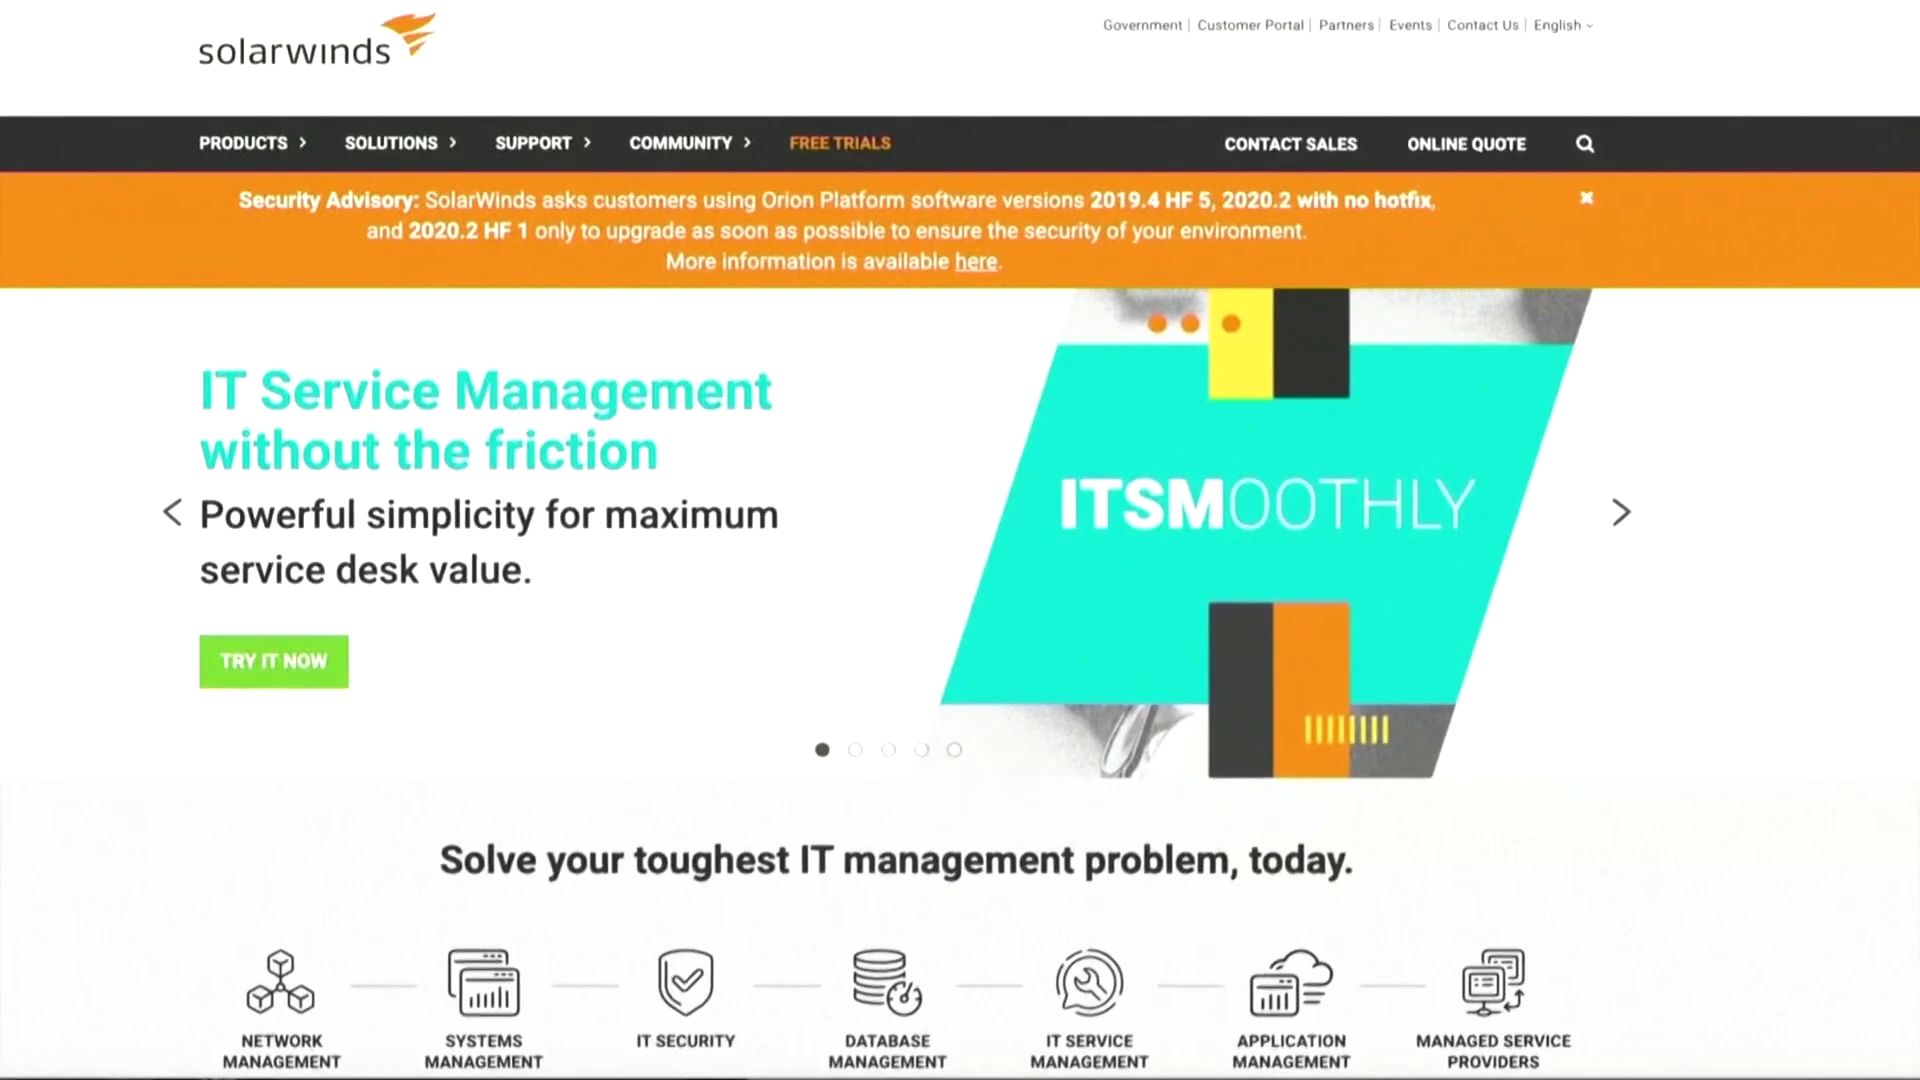 solarwinds
Government | Customer Portal | Partners | Events | Contact Us | English
PRODUCTS SOLUTIONS SUPPORT COMMUNITY FREE TRIALS CONTACT SALES ONLINE QUOTE
Security Advisory: SolarWinds asks customers using Orion Platform software versions 2019.4 HF 5, 2020.2 with no hotfix,
and 2020.2 HF 1 only to upgrade as soon as possible to ensure the security of your environment.
More information is available here.
IT Service Management
without the friction
Powerful simplicity for maximum
service desk value.
TRY IT NOW
ITSMOOTHLY
Solve your toughest IT management problem, today.
NETWORK
MANAGEMENT
SYSTEMS
MANAGEMENT
IT SECURITY
DATABASE
MANAGEMENT
IT SERVICE
MANAGEMENT
APPLICATION
MANAGEMENT
MANAGED SERVICE
PROVIDERS